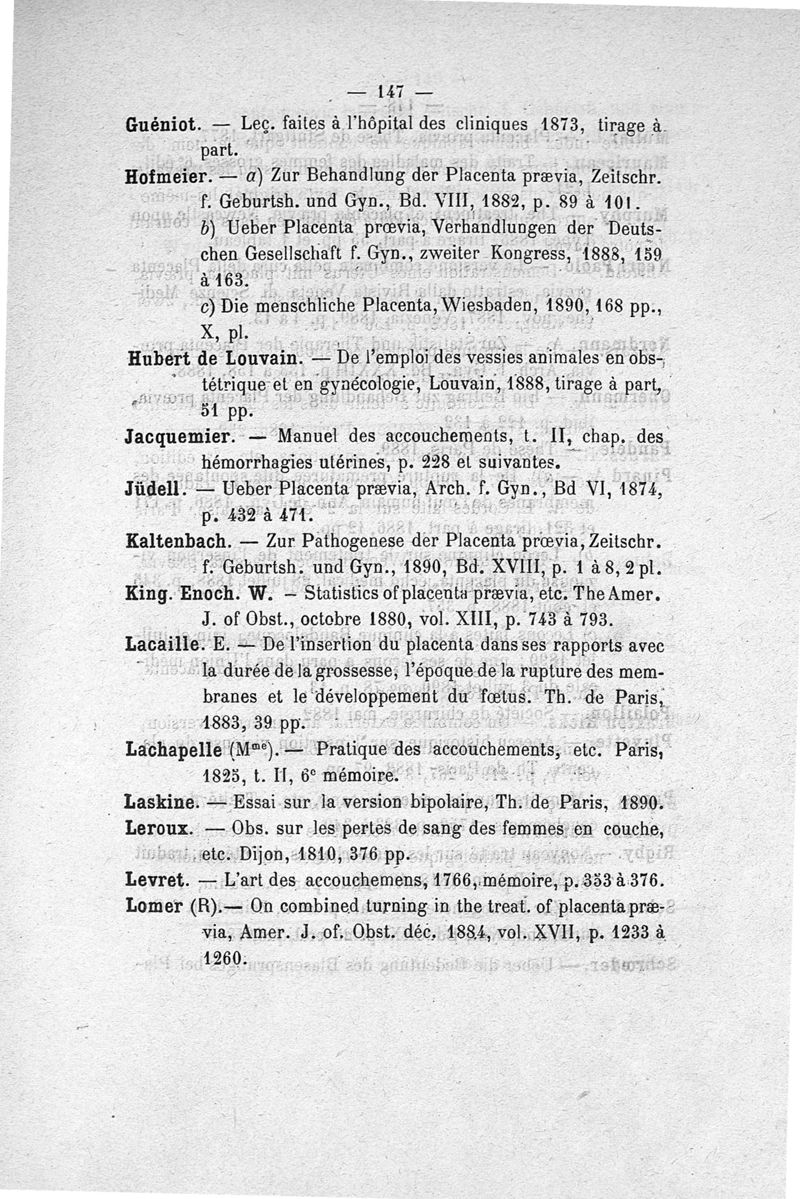 — 147 —
Guéniot. — Leç. faites à l'hôpital des cliniques 1873, tirage à
part.
Hofmeier. — a) Zur Behandlung der Placenta prævia, Zeitschr.
f. Geburtsh. und Gyn., Bd. VIII, 1882, p. 89 à 101.
b) Ueber Placenta prœvia, Verhandlungen der Deuts-
chen Gesellschaft f. Gyn., zweiter Kongress, 1888, 159
à 163.
c) Die menschliche Placenta, Wiesbaden, 1890, 168 pp.,
X, pl.
Hubert de Louvain. — De l'emploi des vessies animales en obs-
tétrique et en gynécologie, Louvain, 1888, tirage à part,
51 pp.
Jacquemier. — Manuel des accouchements, t. II, chap. des
hémorrhagies utérines, p. 228 et suivantes.
Jüdell. — Ueber Placenta prævia, Arch. f. Gyn., Bd VI, 1874,
p. 432 à 471.
Kaltenbach. — Zur Pathogenese der Placenta prœvia, Zeitschr.
f. Geburtsh. und Gyn., 1890, Bd. XVIII, p. 1 à 8, 2 pl.
King. Enoch. W. — Statistics of placenta prævia, etc. The Amer.
J. of Obst., octobre 1880, vol. XIII, p. 743 à 793.
Lacaille. E. — De l'insertion du placenta dans ses rapports avec
la durée de la grossesse, l'époque de la rupture des mem-
branes et le développement du fœtus. Th. de Paris,
1883, 39 pp.
Lachapelle (Mme). — Pratique des accouchements, etc. Paris,
1825, t. II, 6e mémoire.
Laskine. — Essai sur la version bipolaire, Th. de Paris, 1890.
Leroux. — Obs. sur les pertes de sang des femmes en couche,
etc. Dijon, 1810, 376 pp.
Levret. — L'art des accouchemens, 1766, mémoire, p. 353 à 376.
Lomer (R). — On combined turning in the treat. of placenta præ-
via, Amer. J. of. Obst. déc. 1884, vol. XVII, p. 1233 à
1260.